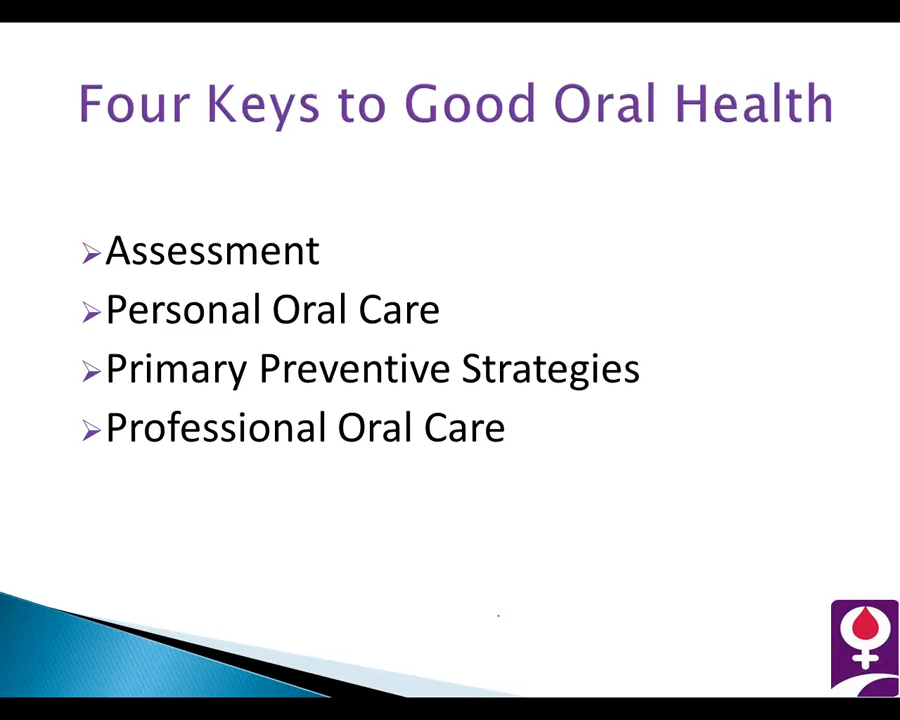 Four Keys to Good Oral Health
Assessment
Personal Oral Care
Primary Preventive Strategies
Professional Oral Care